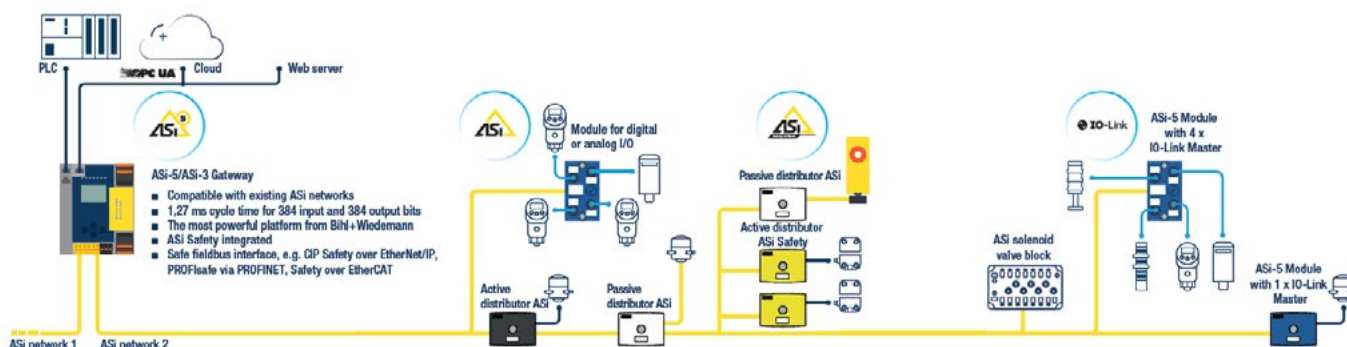 PLC
OPC UA
Cloud
Web server
ASi 5
ASi-5/ASi-3 Gateway
Compatible with existing ASi networks
1,27 ms cycle time for 384 input and 384 output bits
The most powerful platform from Bihl+Wiedemann
ASi Safety integrated
Safe fieldbus interface, e.g. CIP Safety over EtherNet/IP,
PROFIsafe via PROFINET, Safety over EtherCAT
ASi network 1
ASi network 2
ASi
Module for digital
or analog I/O
Active
distributor ASi
Passive
distributor ASi
ASi
Passive distributor ASi
Active distributor
ASi Safety
ASi solenoid
valve block
IO-Link
ASi-5 Module
with 4 x
IO-Link Master
ASi-5 Module
with 1 x IO-Link
Master